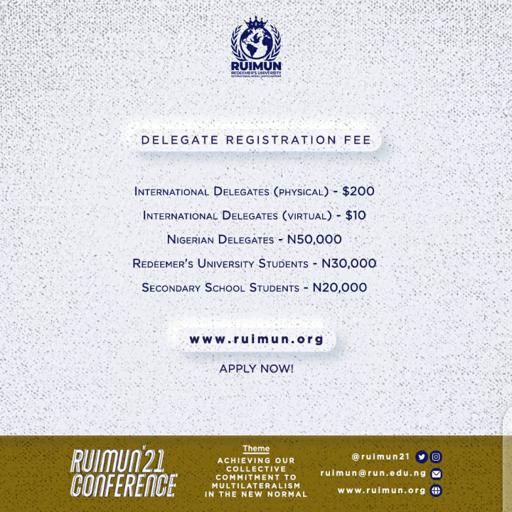 RUIMUN
REDEEMER'S UNIVERSITY
DELEGATE REGISTRATION FEE
International Delegates (physical) - $200
International Delegates (virtual) - $10
Nigerian Delegates - N50,000
Redeemer's University Students - N30,000
Secondary School Students - N20,000
www.ruimun.org
APPLY NOW!
RUIMUN'21
CONFERENCE
Theme
ACHIEVING OUR
COLLECTIVE
COMMITMENT TO
MULTILATERALISM
IN THE NEW NORMAL
@ruimun21
ruimun@run.edu.ng
www.ruimun.org